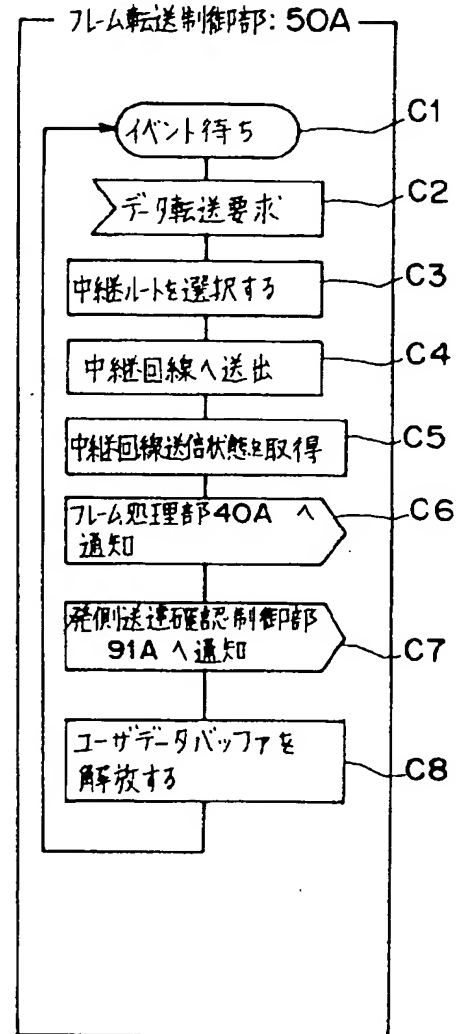 フレーム転送制御部: 50A
イベント待ち
C1
データ転送要求
C2
中継ルートを選択する
C3
中継回線へ送出
C4
中継回線送信状態を取得
C5
フレーム処理部40A へ
通知
C6
発側送達確認制御部
91A へ通知
C7
ユーザデータバッファを
解放する
C8